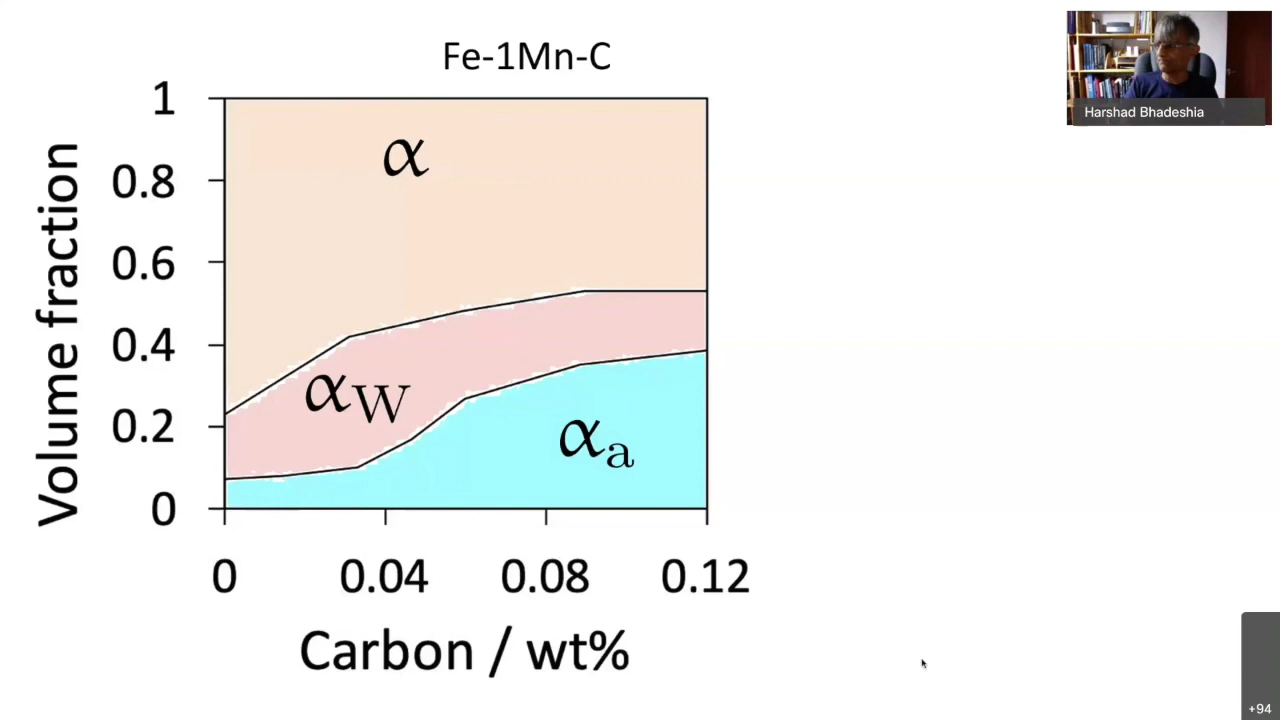 Fe-1Mn-C
Harshad Bhadeshia
Volume fraction
1
0.8
0.6
0.4
0.2
0
α
αW
αa
0 0.04 0.08 0.12
Carbon / wt%
+94